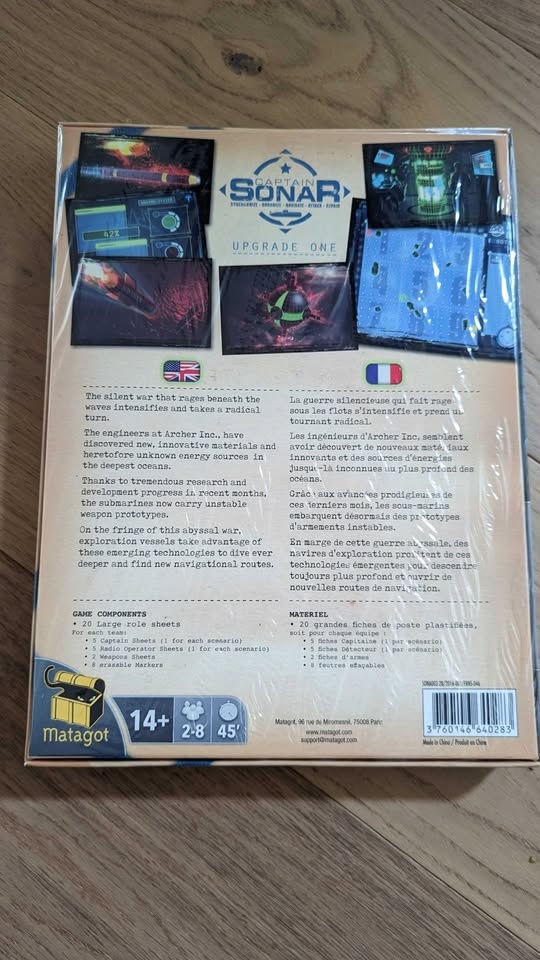 CAPTAIN
SONAR
UPGRADE ONE
42%
The silent war that rages beneath the
waves intensifies and takes a radical
turn.
The engineers at Archer Inc., have
discovered new, innovative materials and
heretofore unknown energy sources in
the deepest oceans.
Thanks to tremendous research and
development progress in recent months,
the submarines now carry unstable
weapon prototypes.
On the fringe of this abyssal war,
exploration vessels take advantage of
these emerging technologies to dive ever
deeper and find new navigational routes.
La guerre silencieuse qui fait rage
sous les flots s'intensifie et prend un
tournant radical.
Les ingénieurs d'Archer Inc, semblent
avoir découvert de nouveaux matériaux
innovants et des sources d'énergies
jusque-là inconnues au plus profond des
océans.
Grâce aux avancées prodigieuses de
ces derniers mois, les sous-marins
embarquent désormais des prototypes
d'armements instables.
En marge de cette guerre abyssale, des
navires d'exploration profitent de ces
technologies émergentes pour descendre
toujours plus profond et ouvrir de
nouvelles routes de navigation.
GAME COMPONENTS
• 20 Large role sheets
For each team:
• 5 Captain Sheets (1 for each scenario)
• 5 Radio Operator Sheets (1 for each scenario)
• 2 Weapons Sheets
• 8 erasable Markers
MATERIEL
• 20 grandes fiches de poste plastifiées,
soit pour chaque équipe :
• 5 fiches Capitaine (1 par scénario)
• 5 fiches Détecteur (1 par scénario)
• 2 fiches d'armes
• 8 feutres effaçables
matagot
14+
2-8
45'
Matagot, 96 rue du Miromesnil, 75008 Paris
www.matagot.com
support@matagot.com
3 760146 640283
Made in China / Produit en Chine